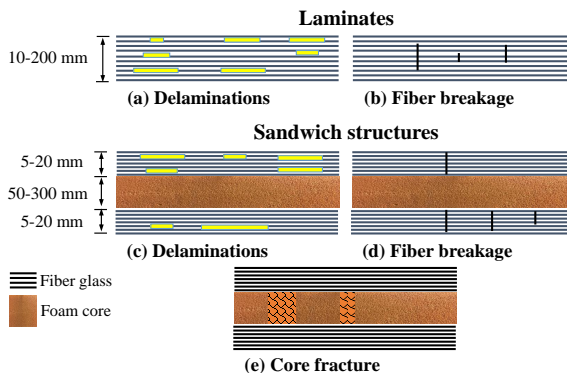 Laminates
10-200 mm
(a) Delaminations
(b) Fiber breakage
Sandwich structures
5-20 mm
50-300 mm
5-20 mm
(c) Delaminations
(d) Fiber breakage
Fiber glass
Foam core
(e) Core fracture